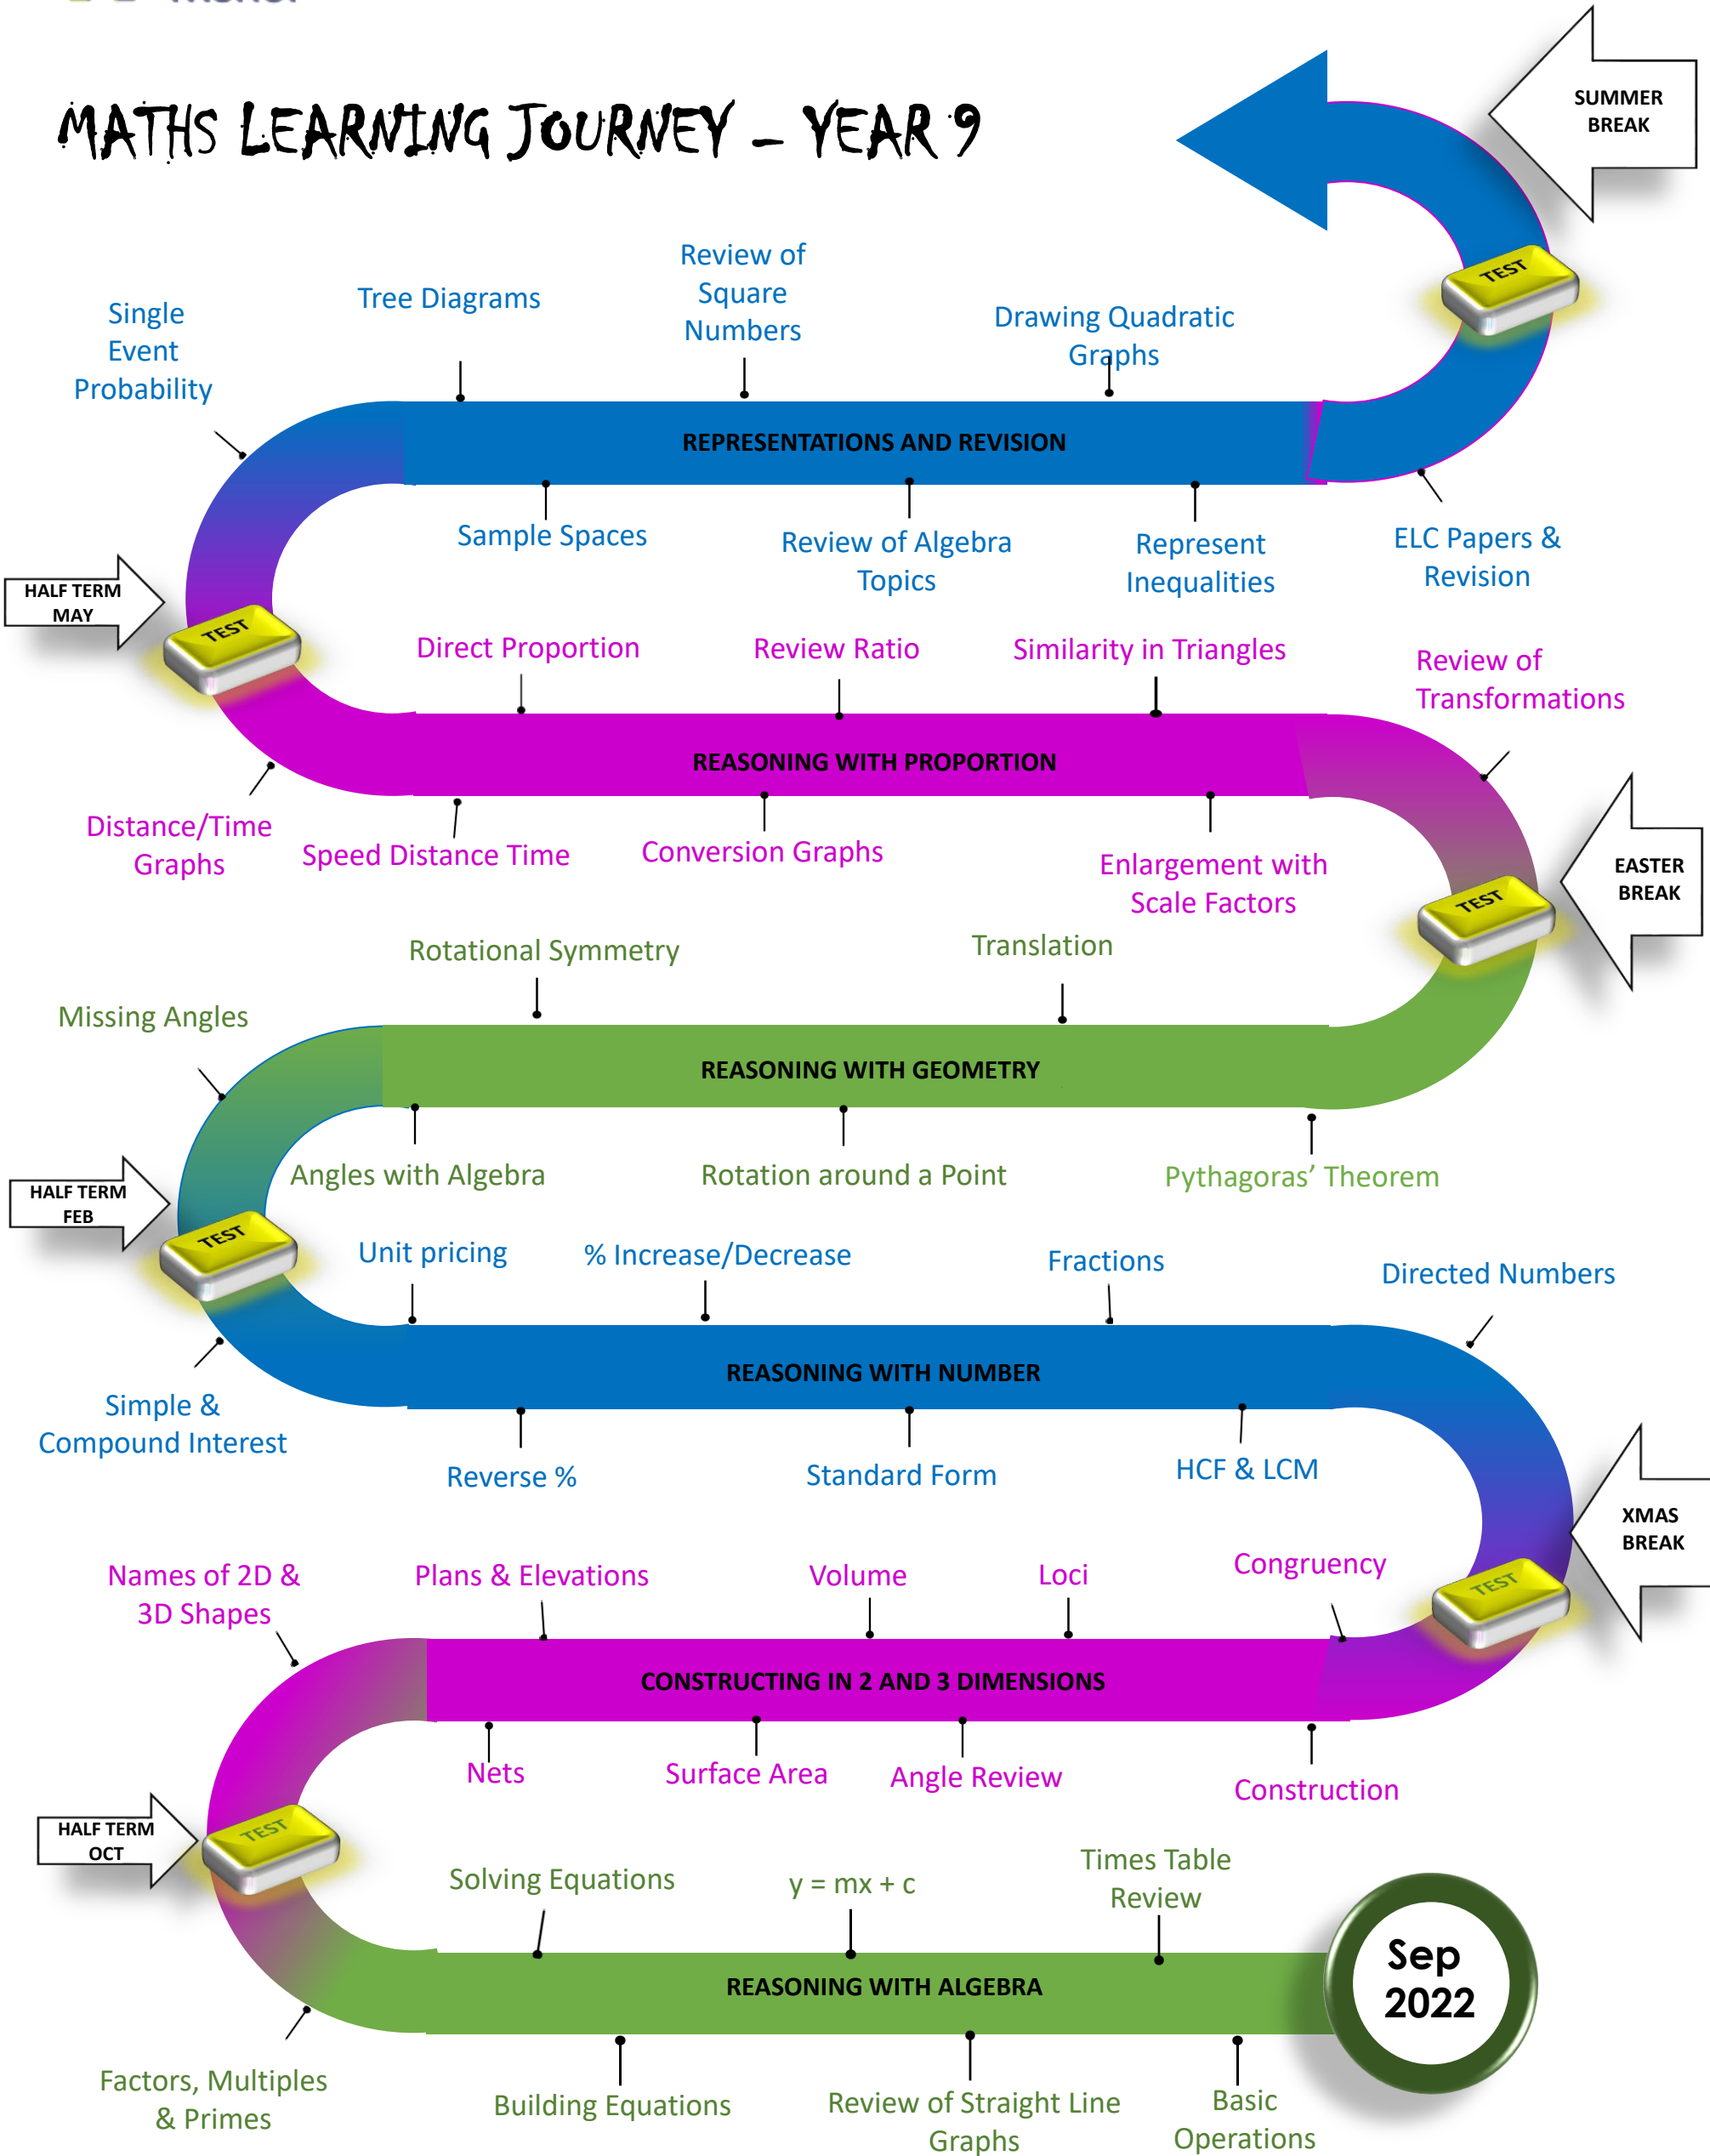 MATHS LEARNING JOURNEY – YEAR 9
SUMMER
BREAK
TEST
Single
Event
Probability
Tree Diagrams
Review of
Square
Numbers
Drawing Quadratic
Graphs
REPRESENTATIONS AND REVISION
Sample Spaces
Review of Algebra
Topics
Represent
Inequalities
ELC Papers &
Revision
HALF TERM
MAY
TEST
Direct Proportion
Review Ratio
Similarity in Triangles
Review of
Transformations
REASONING WITH PROPORTION
Distance/Time
Graphs
Speed Distance Time
Conversion Graphs
Enlargement with
Scale Factors
EASTER
BREAK
TEST
Rotational Symmetry
Translation
Missing Angles
REASONING WITH GEOMETRY
Angles with Algebra
Rotation around a Point
Pythagoras’ Theorem
HALF TERM
FEB
TEST
Unit pricing
% Increase/Decrease
Fractions
Directed Numbers
REASONING WITH NUMBER
Simple &
Compound Interest
Reverse %
Standard Form
HCF & LCM
XMAS
BREAK
TEST
Names of 2D &
3D Shapes
Plans & Elevations
Volume
Loci
Congruency
CONSTRUCTING IN 2 AND 3 DIMENSIONS
Nets
Surface Area
Angle Review
Construction
HALF TERM
OCT
TEST
Solving Equations
y = mx + c
Times Table
Review
REASONING WITH ALGEBRA
Sep
2022
Factors, Multiples
& Primes
Building Equations
Review of Straight Line
Graphs
Basic
Operations